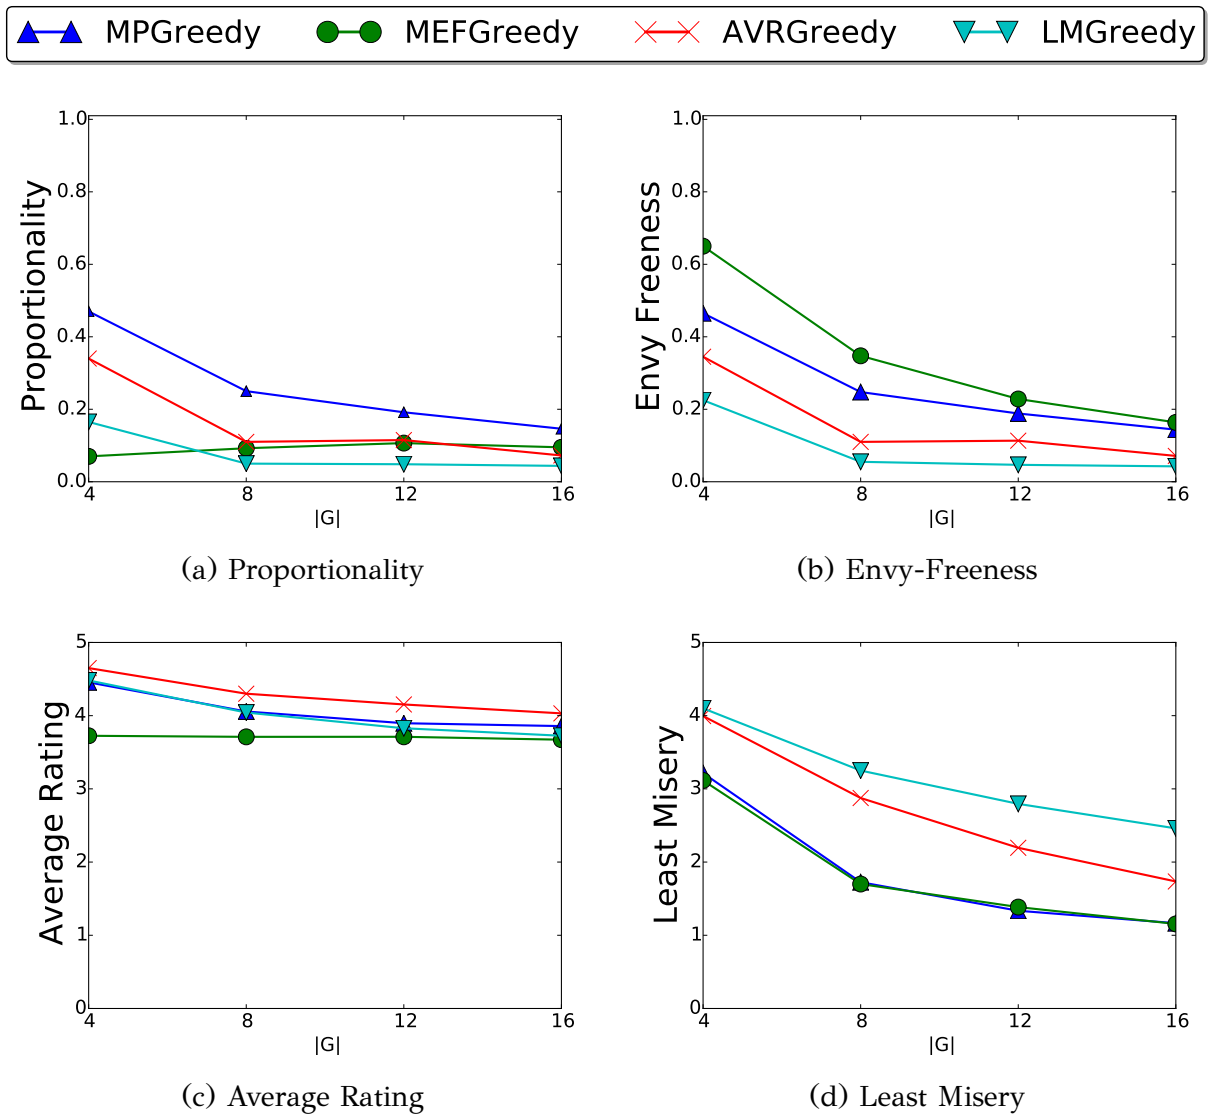 MPGreedy MEFGreedy AVRGreedy LMGreedy
1.0
0.8
0.6
0.4
0.2
0.0
Proportionality
4 8 12 16
|G|
(a) Proportionality
1.0
0.8
0.6
0.4
0.2
0.0
Envy Freeness
4 8 12 16
|G|
(b) Envy-Freeness
5
4
3
2
1
0
Average Rating
4 8 12 16
|G|
(c) Average Rating
5
4
3
2
1
0
Least Misery
4 8 12 16
|G|
(d) Least Misery